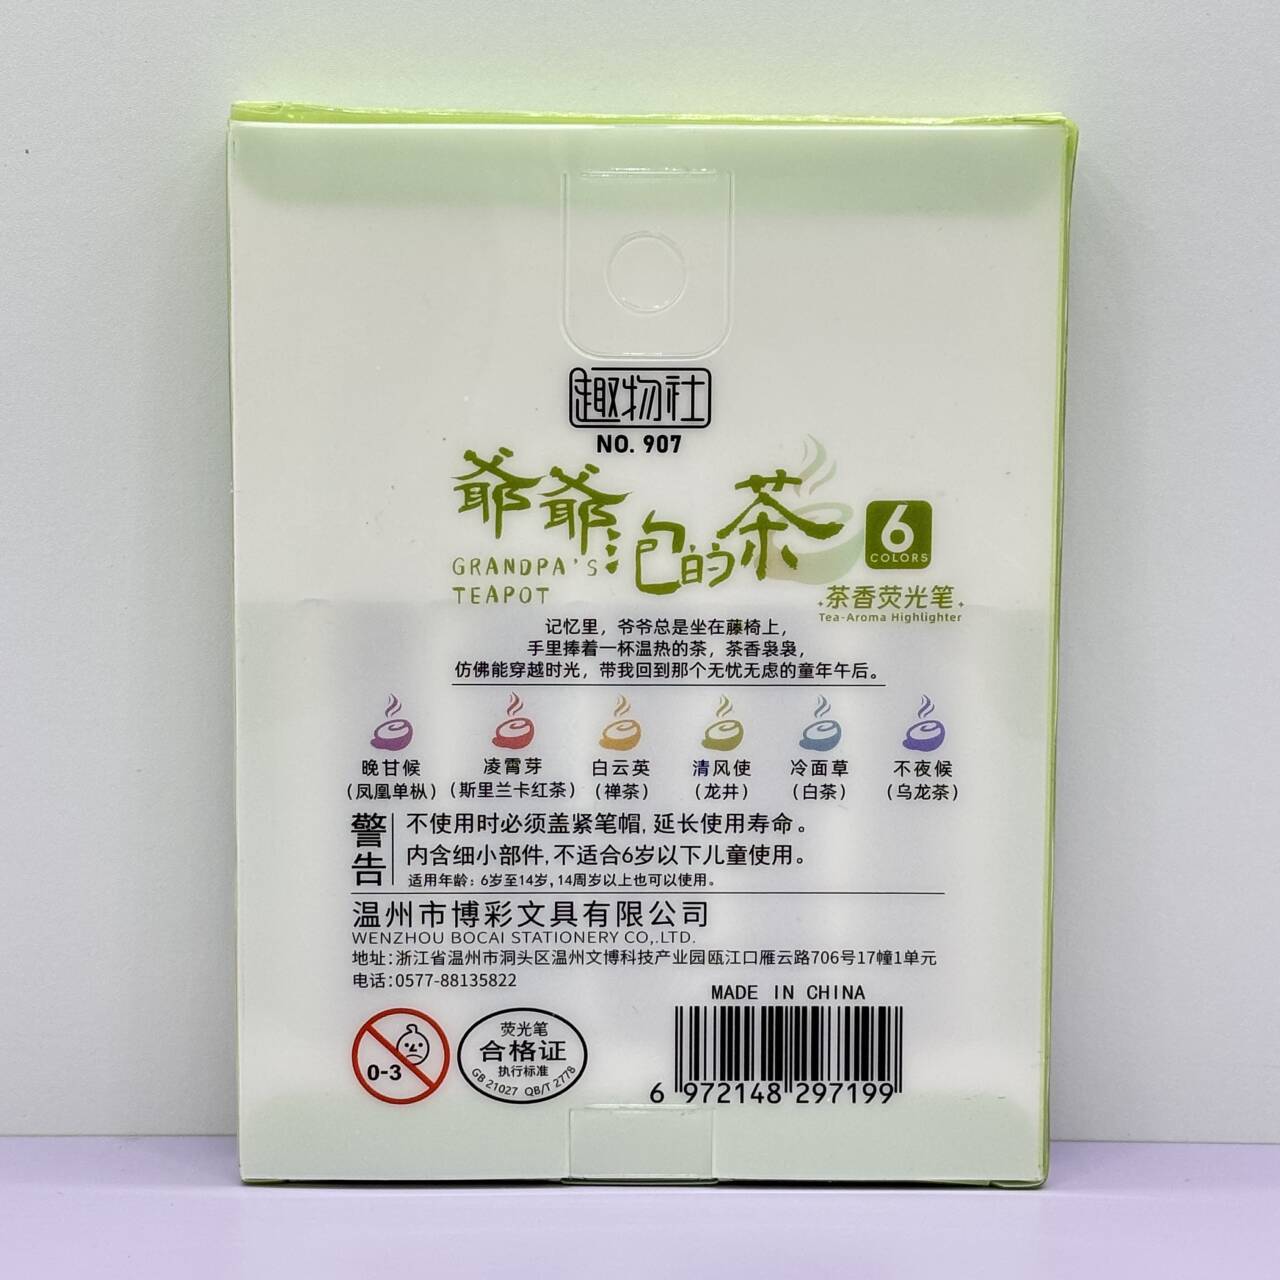 趣物社
NO. 907
爷爷泡的茶
GRANDPA'S
TEAPOT
6
COLORS
茶香荧光笔
Tea-Aroma Highlighter
记忆里，爷爷总是坐在藤椅上，
手里捧着一杯温热的茶，茶香袅袅，
仿佛能穿越时光，带我回到那个无忧无虑的童年午后。
晚甘候 凌霄芽 白云英 清风使 冷面草 不夜候
（凤凰单枞）（斯里兰卡红茶）（禅茶）（龙井）（白茶）（乌龙茶）
警告
不使用时必须盖紧笔帽，延长使用寿命。
内含细小部件，不适合6岁以下儿童使用。
适用年龄：6岁至14岁，14周岁以上也可以使用。
温州市博彩文具有限公司
WENZHOU BOCAI STATIONERY CO,.LTD.
地址：浙江省温州市洞头区温州文博科技产业园瓯江口雁云路706号17幢1单元
电话：0577-88135822
MADE IN CHINA
0-3
荧光笔
合格证
执行标准
GB 21027 QB/T 2778
6 972148 297199